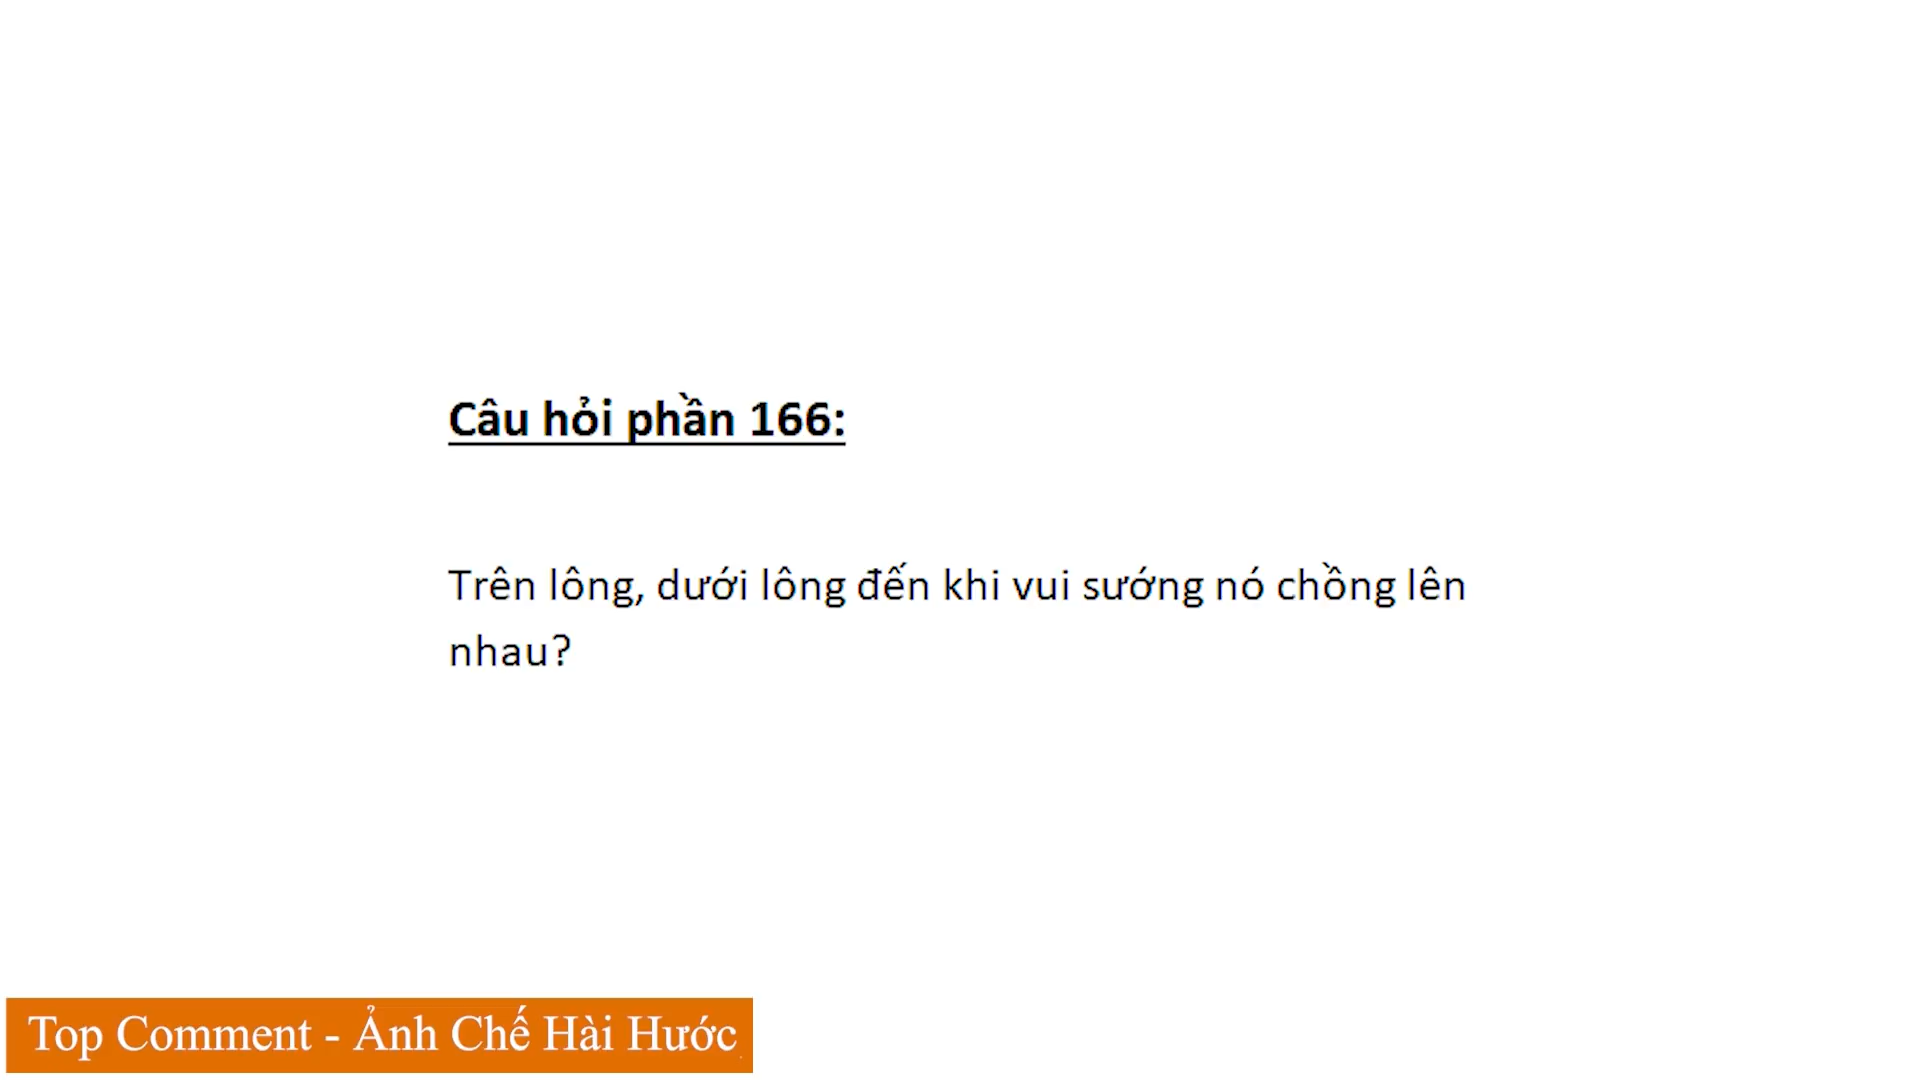 Câu hỏi phần 166:
Trên lông, dưới lông đến khi vui sướng nó chồng lên
nhau?
Top Comment - Ảnh Chế Hài Hước